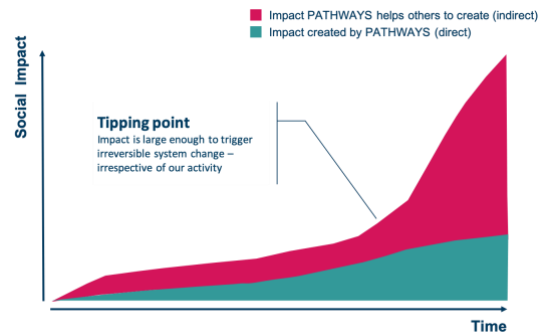 Impact PATHWAYS helps others to create (indirect)
Impact created by PATHWAYS (direct)
Social Impact
Tipping point
Impact is large enough to trigger
irreversible system change –
irrespective of our activity
Time